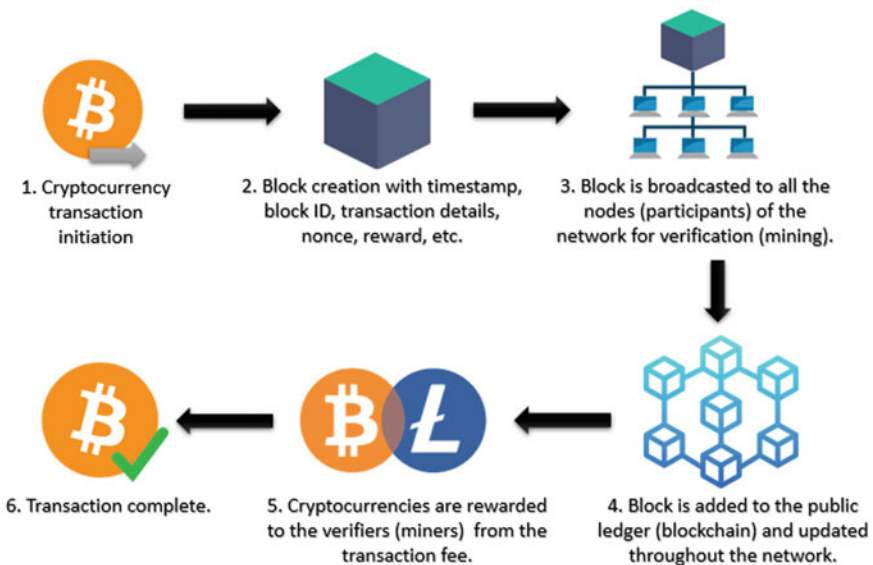 1. Cryptocurrency
transaction
initiation
2. Block creation with timestamp,
block ID, transaction details,
nonce, reward, etc.
3. Block is broadcasted to all the
nodes (participants) of the
network for verification (mining).
4. Block is added to the public
ledger (blockchain) and updated
throughout the network.
5. Cryptocurrencies are rewarded
to the verifiers (miners) from the
transaction fee.
6. Transaction complete.